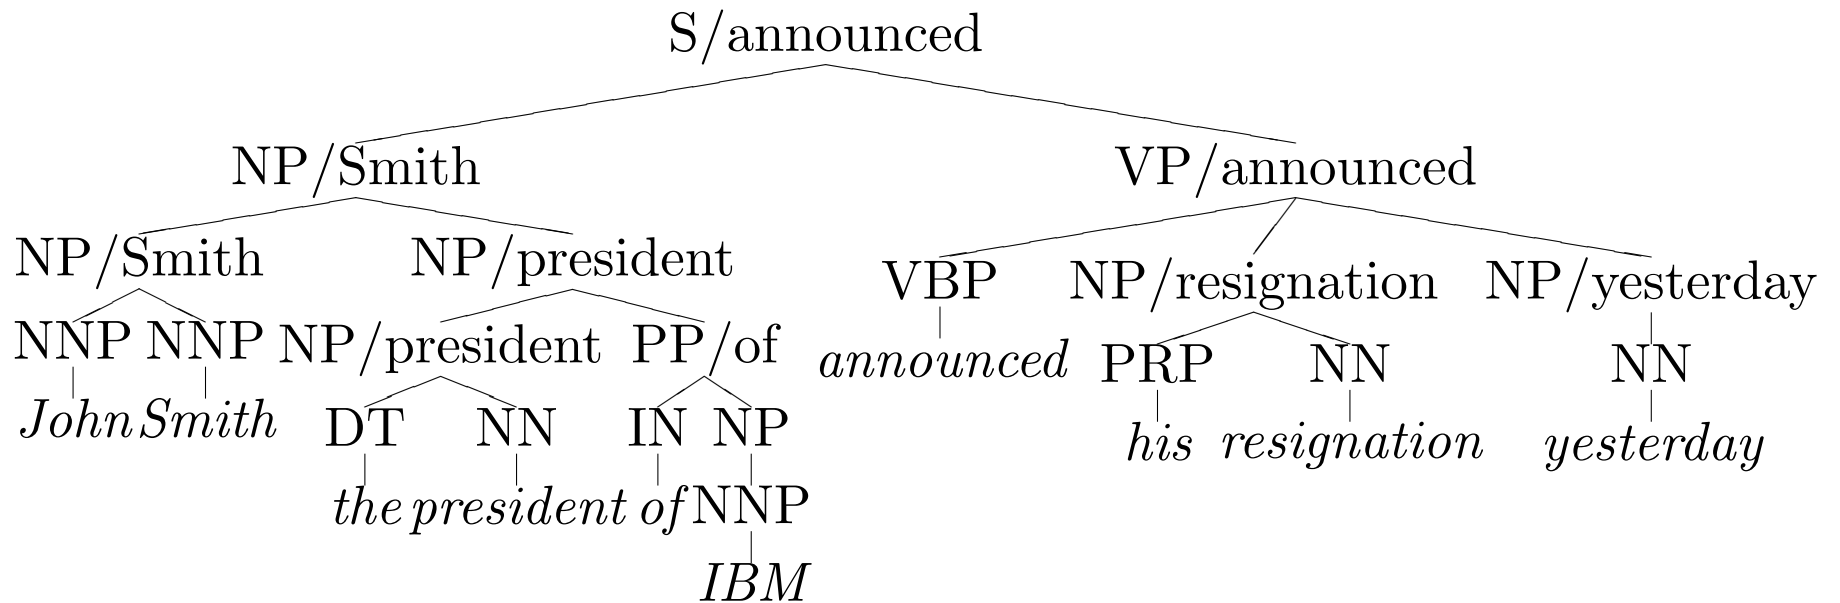 S/announced
NP/Smith VP/announced
NP/Smith NP/president VBP NP/resignation NP/yesterday
NNP NNP NP/president PP/of announced PRP NN NN
John Smith DT NN IN NP his resignation yesterday
the president of NNP
IBM